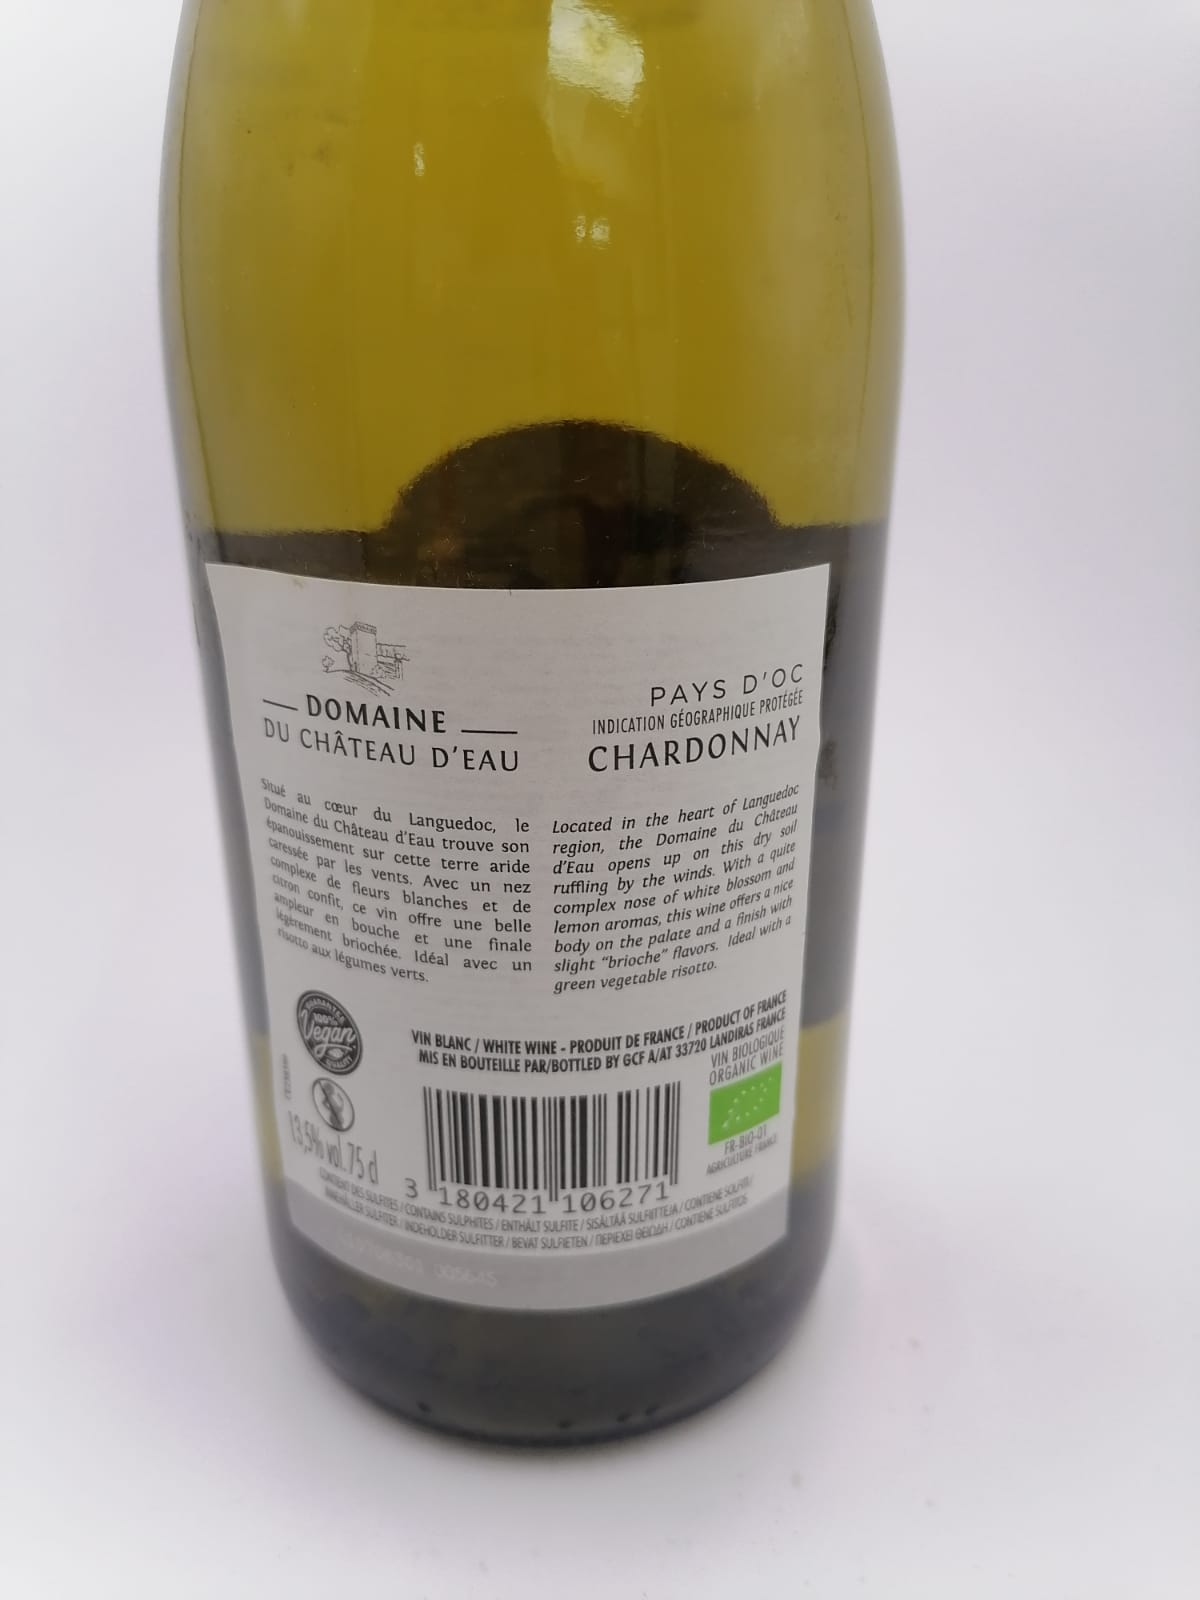 DOMAINE
DU CHÂTEAU D'EAU
PAYS D'OC
INDICATION GÉOGRAPHIQUE PROTÉGÉE
CHARDONNAY
Situé au cœur du Languedoc, le
Domaine du Château d'Eau trouve son
épanouissement sur cette terre aride
caressée par les vents. Avec un nez
complexe de fleurs blanches et de
citron confit, ce vin offre une belle
ampleur en bouche et une finale
légèrement briochée. Idéal avec un
risotto aux légumes verts.
Located in the heart of Languedoc
region, the Domaine du Château
d'Eau opens up on this dry soil
ruffling by the winds. With a quite
complex nose of white blossom and
lemon aromas, this wine offers a nice
body on the palate and a finish with
slight “brioche” flavors. Ideal with a
green vegetable risotto.
GUARANTEE
100%
Vegan
QUALITY
VIN BLANC / WHITE WINE - PRODUIT DE FRANCE / PRODUCT OF FRANCE
MIS EN BOUTEILLE PAR/BOTTLED BY GCF A/AT 33720 LANDIRAS FRANCE
VIN BIOLOGIQUE
ORGANIC WINE
FR-BIO-01
AGRICULTURE FRANCE
13,5% vol. 75 cl
3 180421 106271
CONTIENT DES SULFITES / CONTAINS SULPHITES / ENTHÄLT SULFITE / SISÄLTÄÄ SULFIITTEJA / CONTIENE SOLFITI /
INNEHÅLLER SULFITER / INDEHOLDER SULFITTER / BEVAT SULFIETEN / ΠΕΡΙΕΧΕΙ ΘΕΙΩΔΗ / CONTIENE SULFITOS
005645